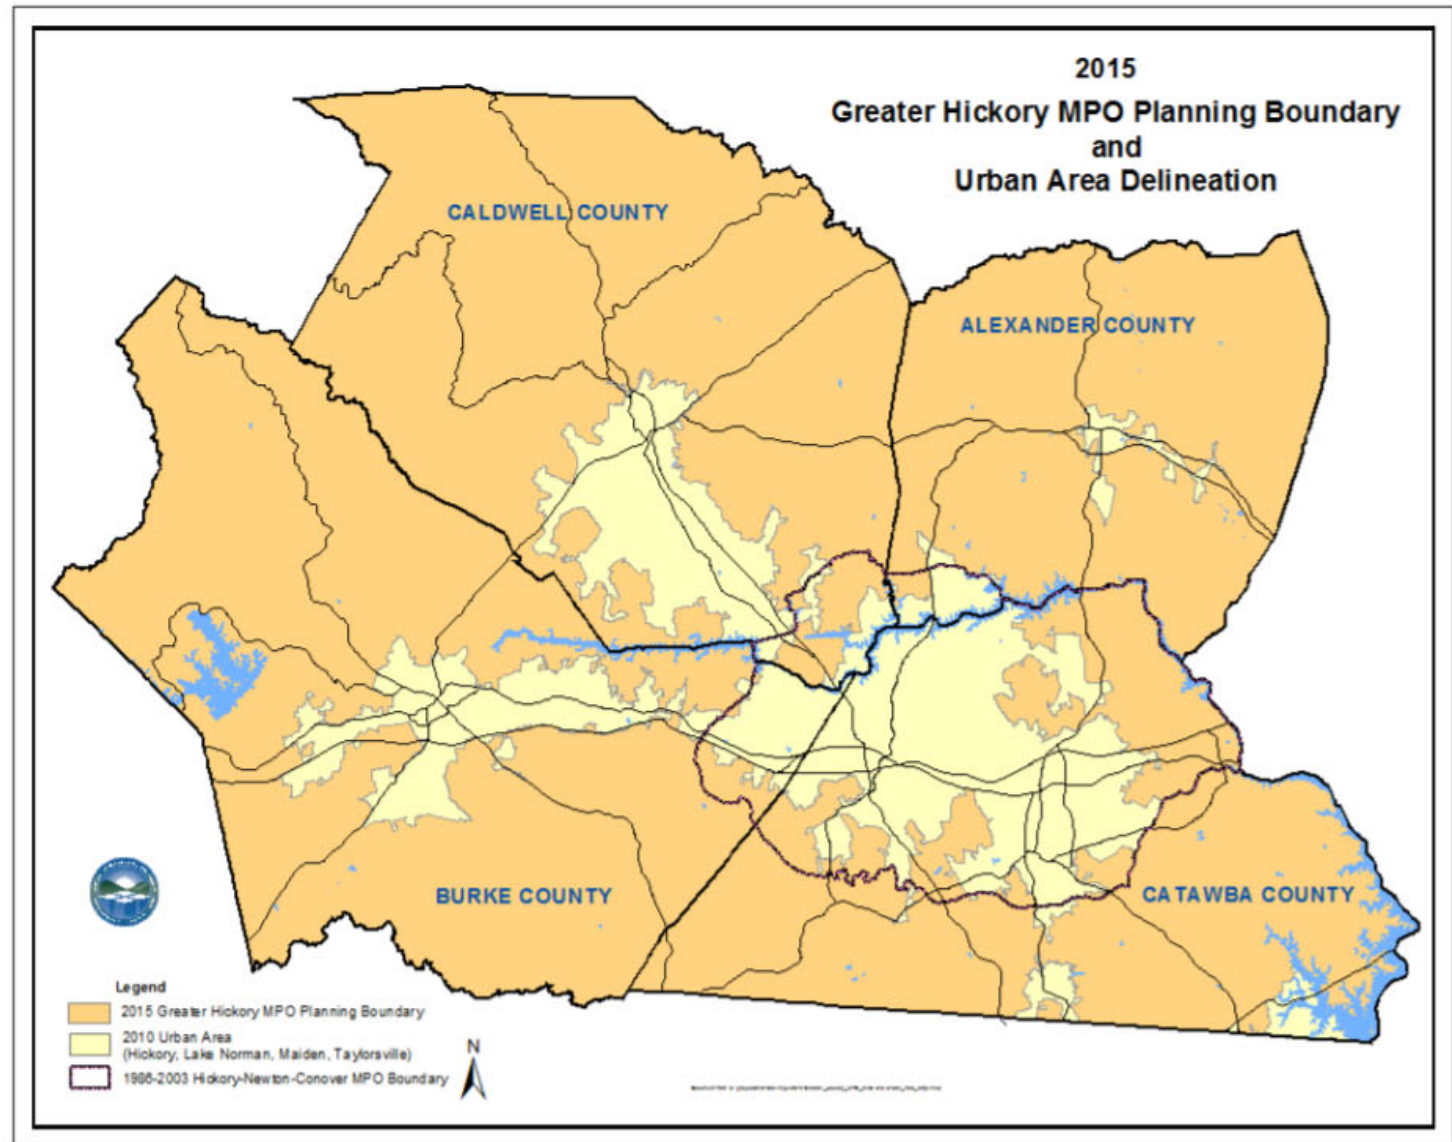 2015
Greater Hickory MPO Planning Boundary
and
Urban Area Delineation
CALDWELL COUNTY
ALEXANDER COUNTY
BURKE COUNTY
CATAWBA COUNTY
Legend
2015 Greater Hickory MPO Planning Boundary
2010 Urban Area
(Hickory, Lake Norman, Maiden, Taylorsville)
1986-2003 Hickory-Newton-Conover MPO Boundary
N